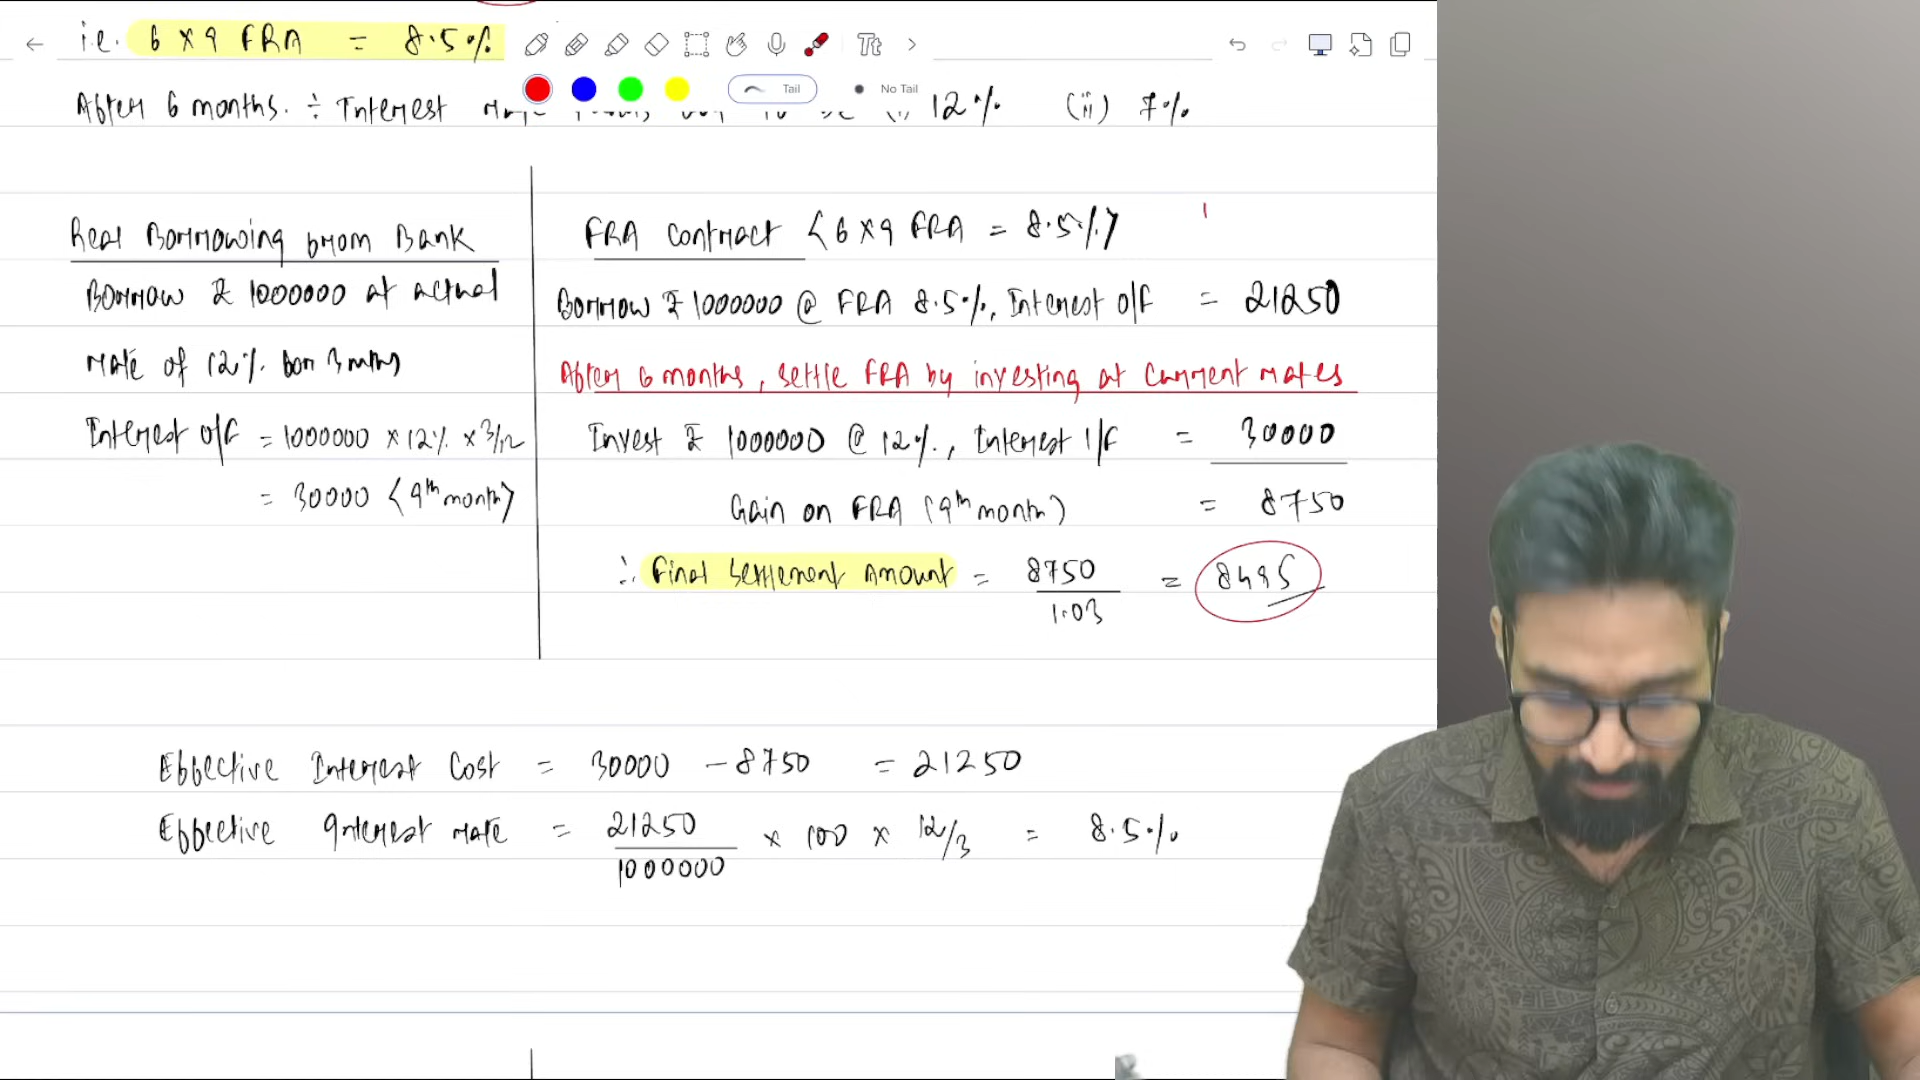 i.e. 6 X 9 FRA = 8.5%
Tt
Tail
No Tail
After 6 months. ÷ Interest 12% (ii) 7%
Real Borrowing from Bank
Borrow ₹ 1000000 at actual
rate of 12% for 3 mths
Interest o/f = 1000000 x 12% x 3/12
= 30000 <9th month>
FRA Contract <6 X 9 FRA = 8.5%>
Borrow ₹ 1000000 @ FRA 8.5%, Interest o/f = 21250
After 6 months, settle FRA by investing at current rates
Invest ₹ 1000000 @ 12%, Interest I/f = 30000
Gain on FRA (9th month) = 8750
∴ Final Settlement Amount = 8750 / 1.03 = 8495
Effective Interest Cost = 30000 - 8750 = 21250
Effective Interest rate = 21250 / 1000000 x 100 x 12/3 = 8.5%